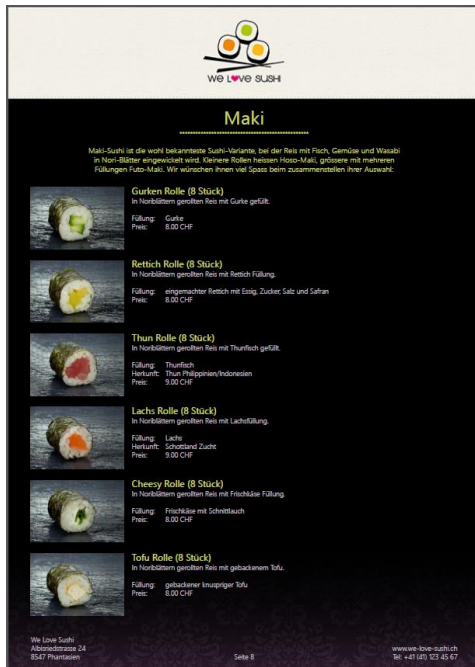 WE LOVE SUSHI
Maki
Maki-Sushi ist die wohl bekannteste Sushi-Variante, bei der Reis mit Fisch, Gemüse und Wasabi
in Nori-Blätter eingewickelt wird. Kleinere Rollen heissen Hoso-Maki, grössere mit mehreren
Füllungen Futo-Maki. Wir wünschen ihnen viel Spass beim zusammenstellen ihrer Auswahl:
Gurken Rolle (8 Stück)
In Noriblättern gerollten Reis mit Gurke gefüllt.
Füllung: Gurke
Preis: 8.00 CHF
Rettich Rolle (8 Stück)
In Noriblättern gerollten Reis mit Rettich Füllung.
Füllung: eingemachter Rettich mit Essig, Zucker, Salz und Safran
Preis: 8.00 CHF
Thun Rolle (8 Stück)
In Noriblättern gerollten Reis mit Thunfisch gefüllt.
Füllung: Thunfisch
Herkunft: Thun Philippinien/Indonesien
Preis: 9.00 CHF
Lachs Rolle (8 Stück)
In Noriblättern gerollten Reis mit Lachsfüllung.
Füllung: Lachs
Herkunft: Schottland Zucht
Preis: 9.00 CHF
Cheesy Rolle (8 Stück)
In Noriblättern gerollten Reis mit Frischkäse Füllung.
Füllung: Frischkäse mit Schnittlauch
Preis: 8.00 CHF
Tofu Rolle (8 Stück)
In Noriblättern gerollten Reis mit gebackenem Tofu.
Füllung: gebackener knuspriger Tofu
Preis: 8.00 CHF
We Love Sushi
Albisriedstrasse 24
8547 Phantasien
Seite 8
www.we-love-sushi.ch
Tel: +41 (41) 123 45 67